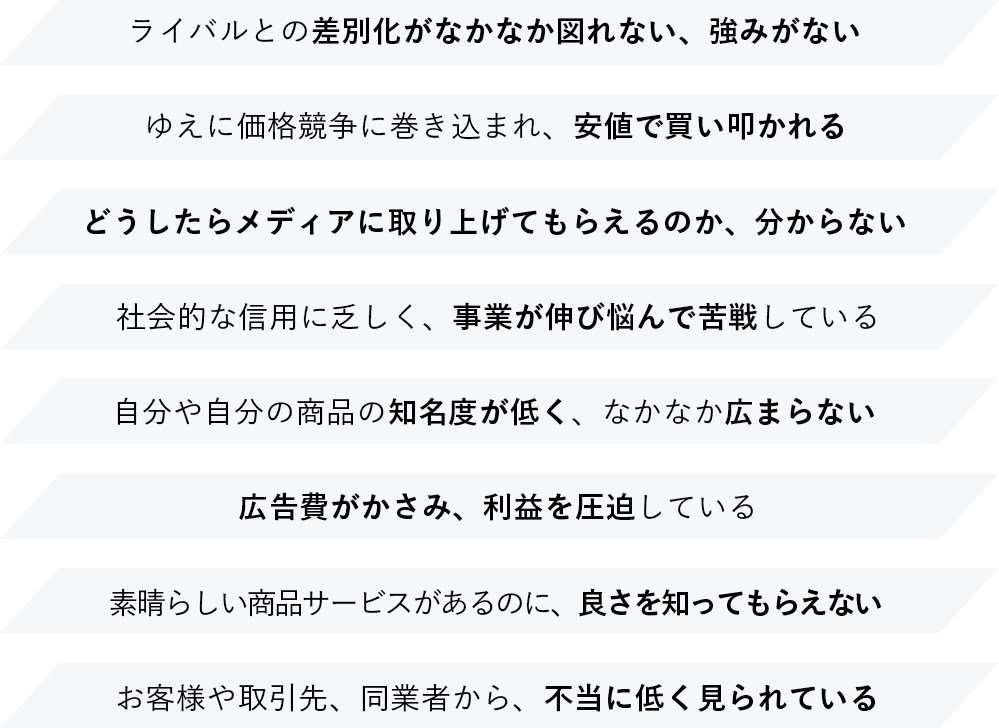 ライバルとの差別化がなかなか図れない、強みがない
ゆえに価格競争に巻き込まれ、安値で買い叩かれる
どうしたらメディアに取り上げてもらえるのか、分からない
社会的な信用に乏しく、事業が伸び悩んで苦戦している
自分や自分の商品の知名度が低く、なかなか広まらない
広告費がかさみ、利益を圧迫している
素晴らしい商品サービスがあるのに、良さを知ってもらえない
お客様や取引先、同業者から、不当に低く見られている